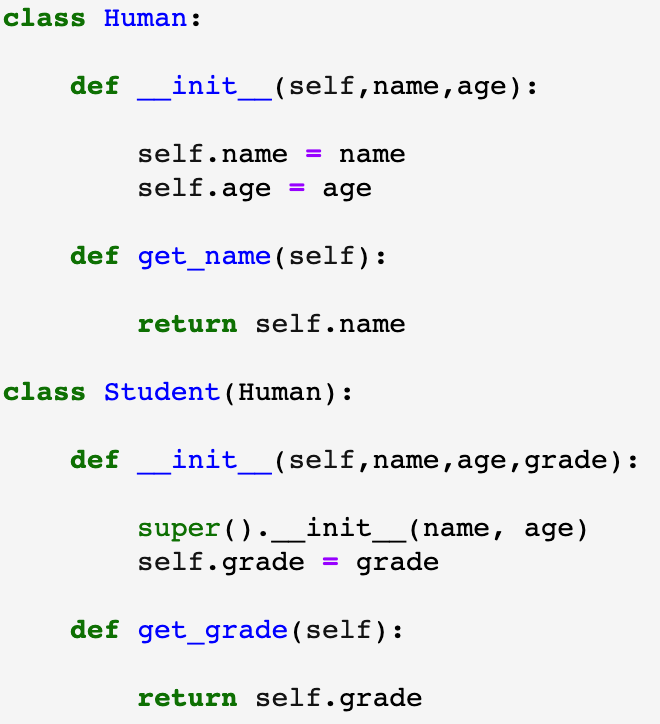 class Human:
    def __init__(self,name,age):
        self.name = name
        self.age = age
    def get_name(self):
        return self.name
class Student(Human):
    def __init__(self,name,age,grade):
        super().__init__(name, age)
        self.grade = grade
    def get_grade(self):
        return self.grade